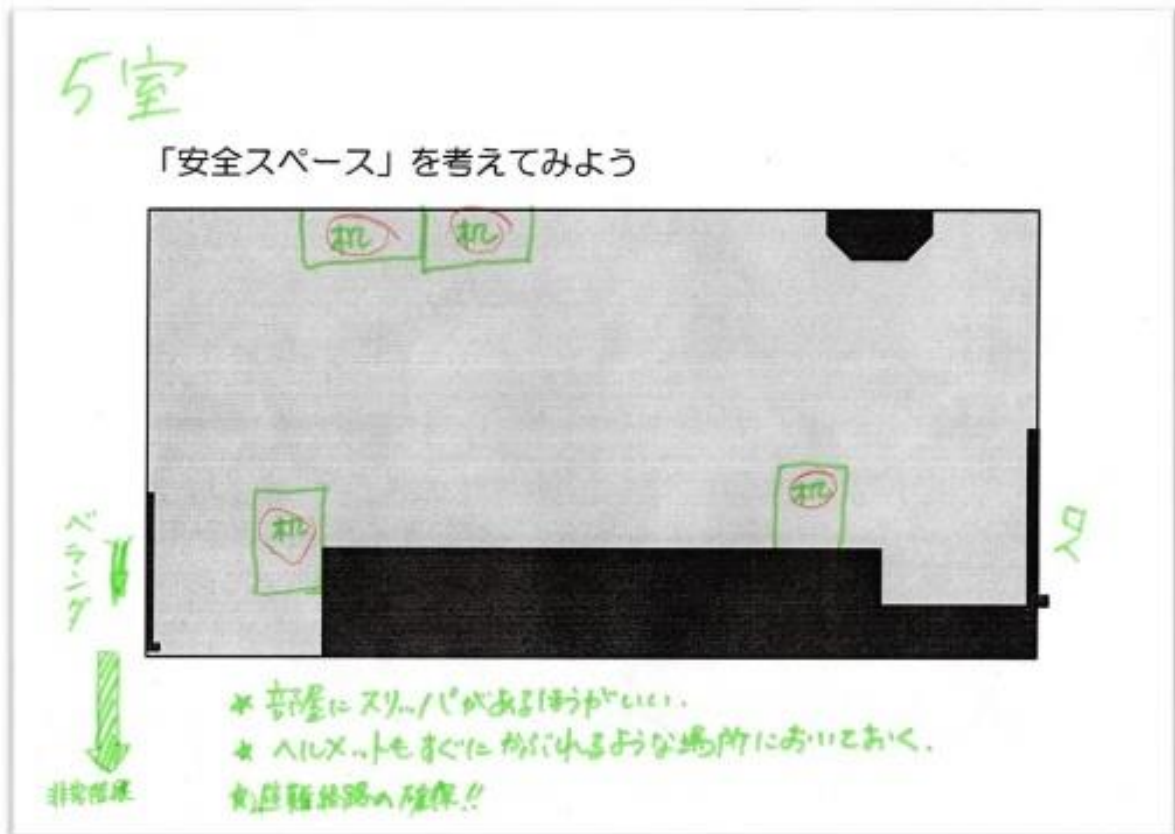 5室
「安全スペース」を考えてみよう
机 机
机
机
ベランダ
口
非常階段
* 部屋にスリッパがあるほうがいい。
* ヘルメットもすぐにかぶれるような場所においておく。
避難経路の確保!!